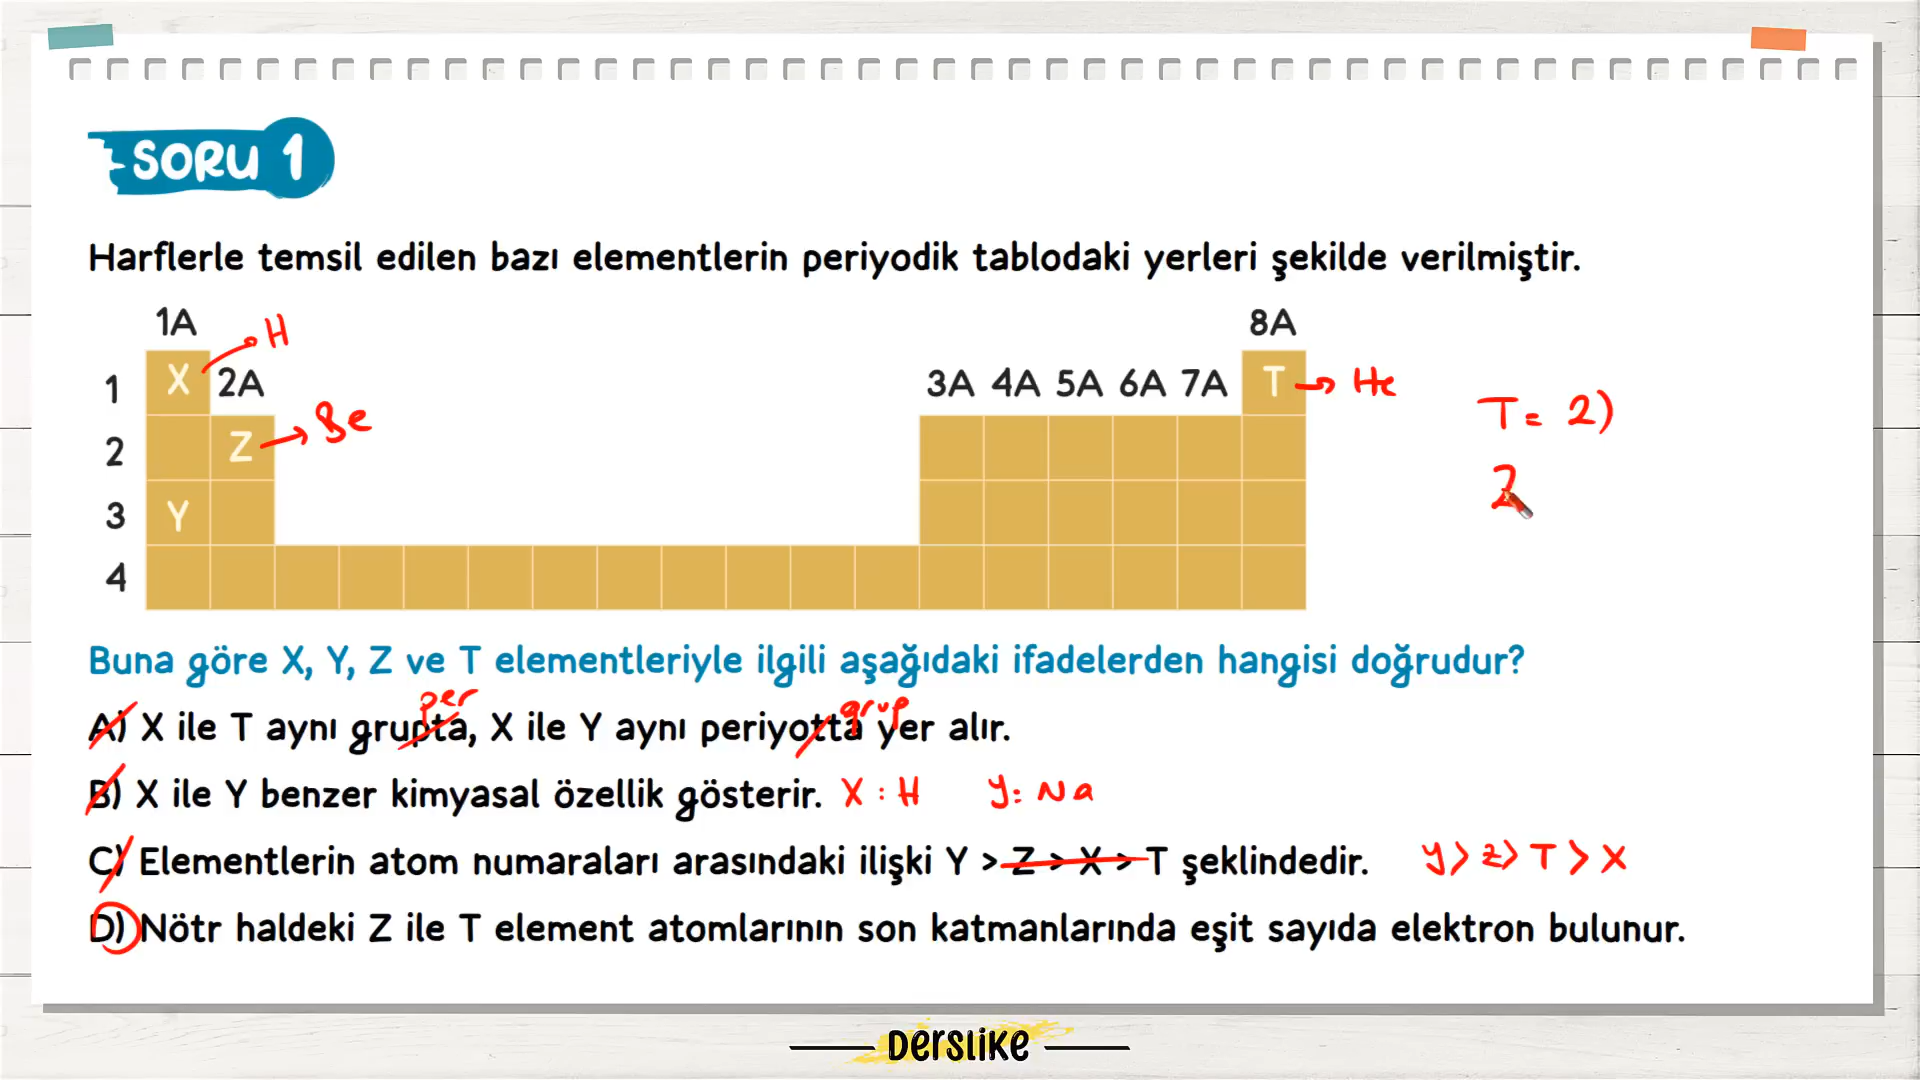 SORU 1
Harflerle temsil edilen bazı elementlerin periyodik tablodaki yerleri şekilde verilmiştir.
1A 8A
H
1 X 2A 3A 4A 5A 6A 7A T He
T = 2)
2 Z Be
Z
3 Y
4
Buna göre X, Y, Z ve T elementleriyle ilgili aşağıdaki ifadelerden hangisi doğrudur?
per grup
A) X ile T aynı grupta, X ile Y aynı periyotta yer alır.
B) X ile Y benzer kimyasal özellik gösterir. X : H Y: Na
C) Elementlerin atom numaraları arasındaki ilişki Y > Z > X > T şeklindedir. Y > Z > T > X
D) Nötr haldeki Z ile T element atomlarının son katmanlarında eşit sayıda elektron bulunur.
DERSLİKE